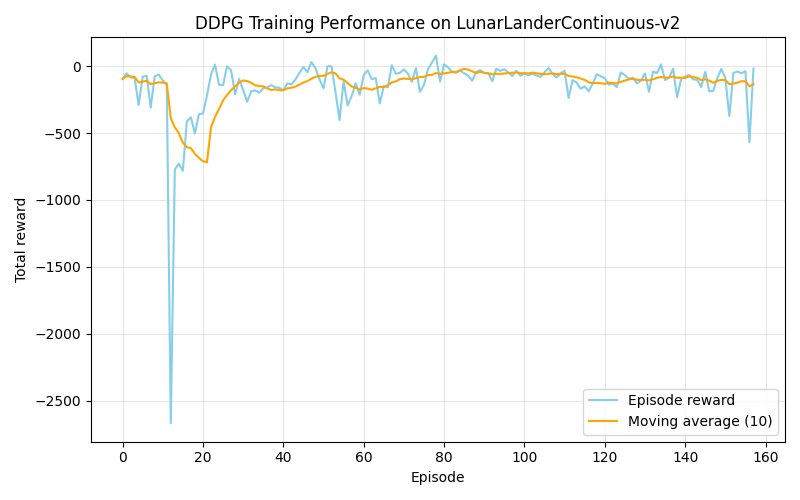 DDPG Training Performance on LunarLanderContinuous-v2
Total reward
0
−500
−1000
−1500
−2000
−2500
0 20 40 60 80 100 120 140 160
Episode
Episode reward
Moving average (10)